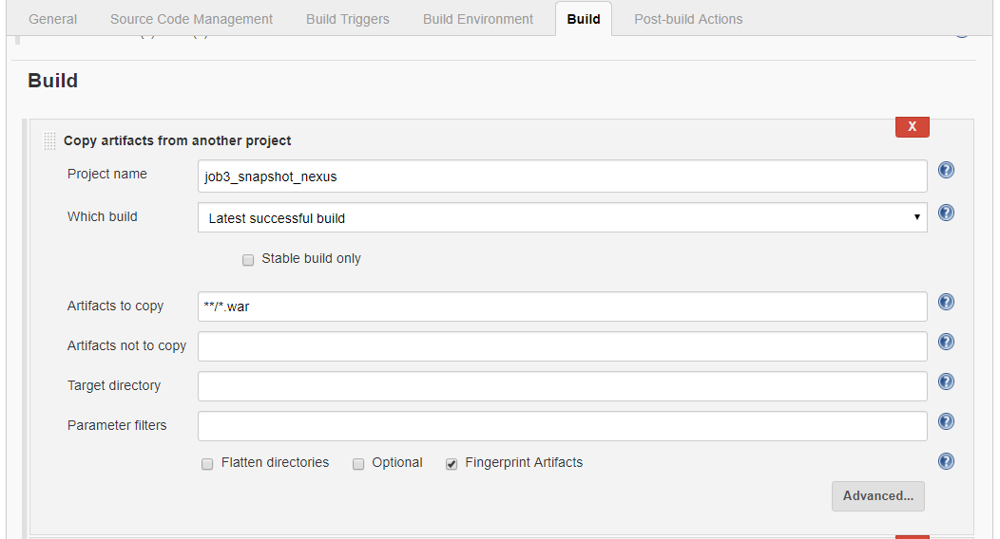 General Source Code Management Build Triggers Build Environment Build Post-build Actions
Build
X
Copy artifacts from another project
Project name job3_snapshot_nexus
Which build Latest successful build
Stable build only
Artifacts to copy **/*.war
Artifacts not to copy
Target directory
Parameter filters
Flatten directories Optional Fingerprint Artifacts
Advanced...